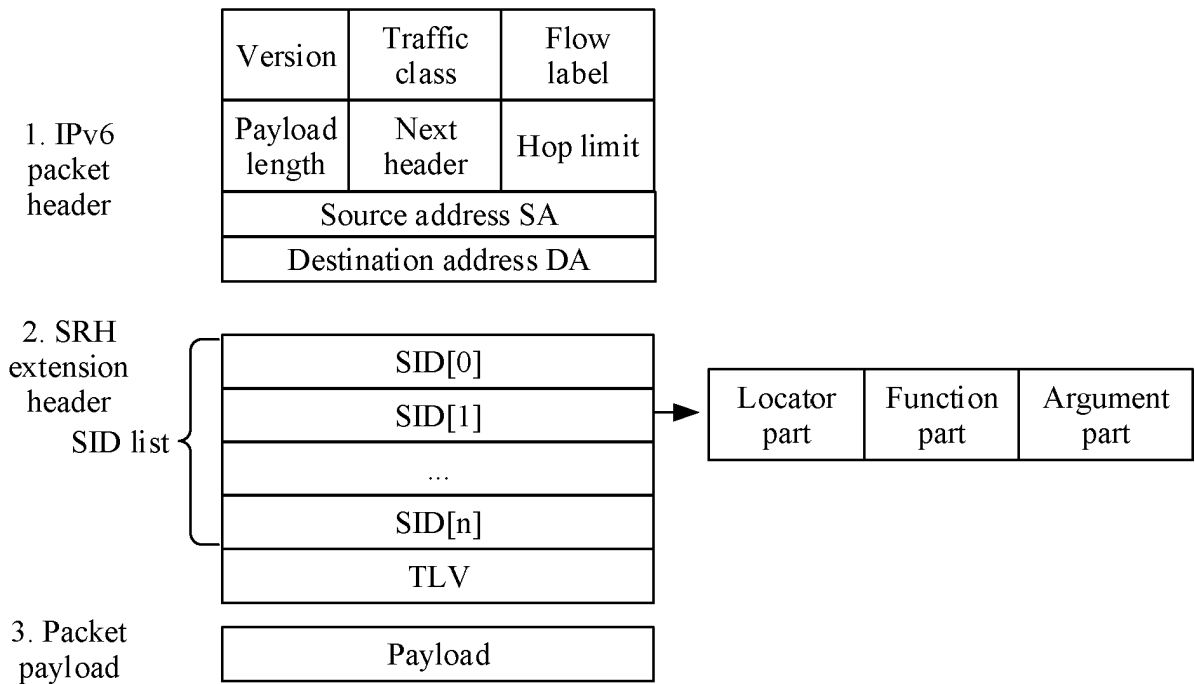 1. IPv6
packet
header
Version
Traffic
class
Flow
label
Payload
length
Next
header
Hop limit
Source address SA
Destination address DA
2. SRH
extension
header
SID list
SID[0]
SID[1]
...
SID[n]
TLV
Locator
part
Function
part
Argument
part
3. Packet
payload
Payload